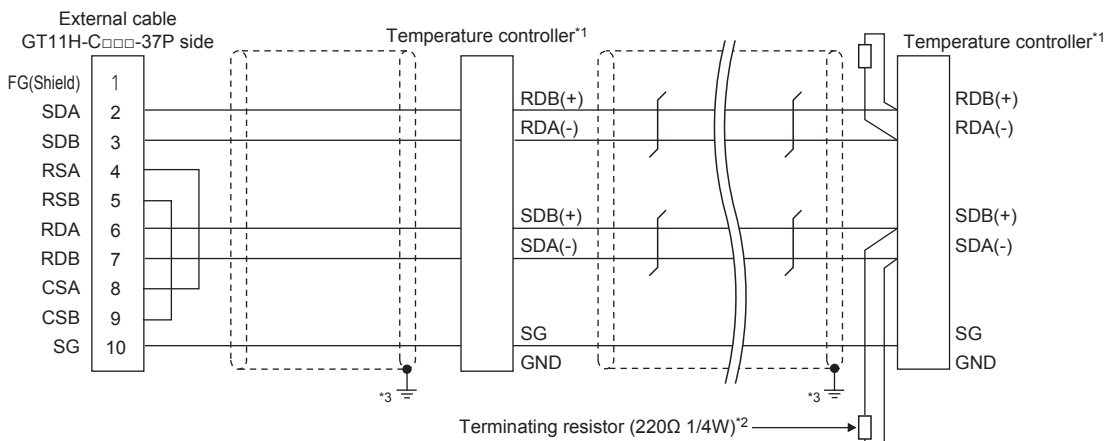 External cable
GT11H-C□□□-37P side
Temperature controller*1
Temperature controller*1
FG(Shield) 1
SDA 2
SDB 3
RSA 4
RSB 5
RDA 6
RDB 7
CSA 8
CSB 9
SG 10
RDB(+)
RDA(-)
SDB(+)
SDA(-)
SG
GND
RDB(+)
RDA(-)
SDB(+)
SDA(-)
SG
GND
*3
*3
Terminating resistor (220Ω 1/4W)*2